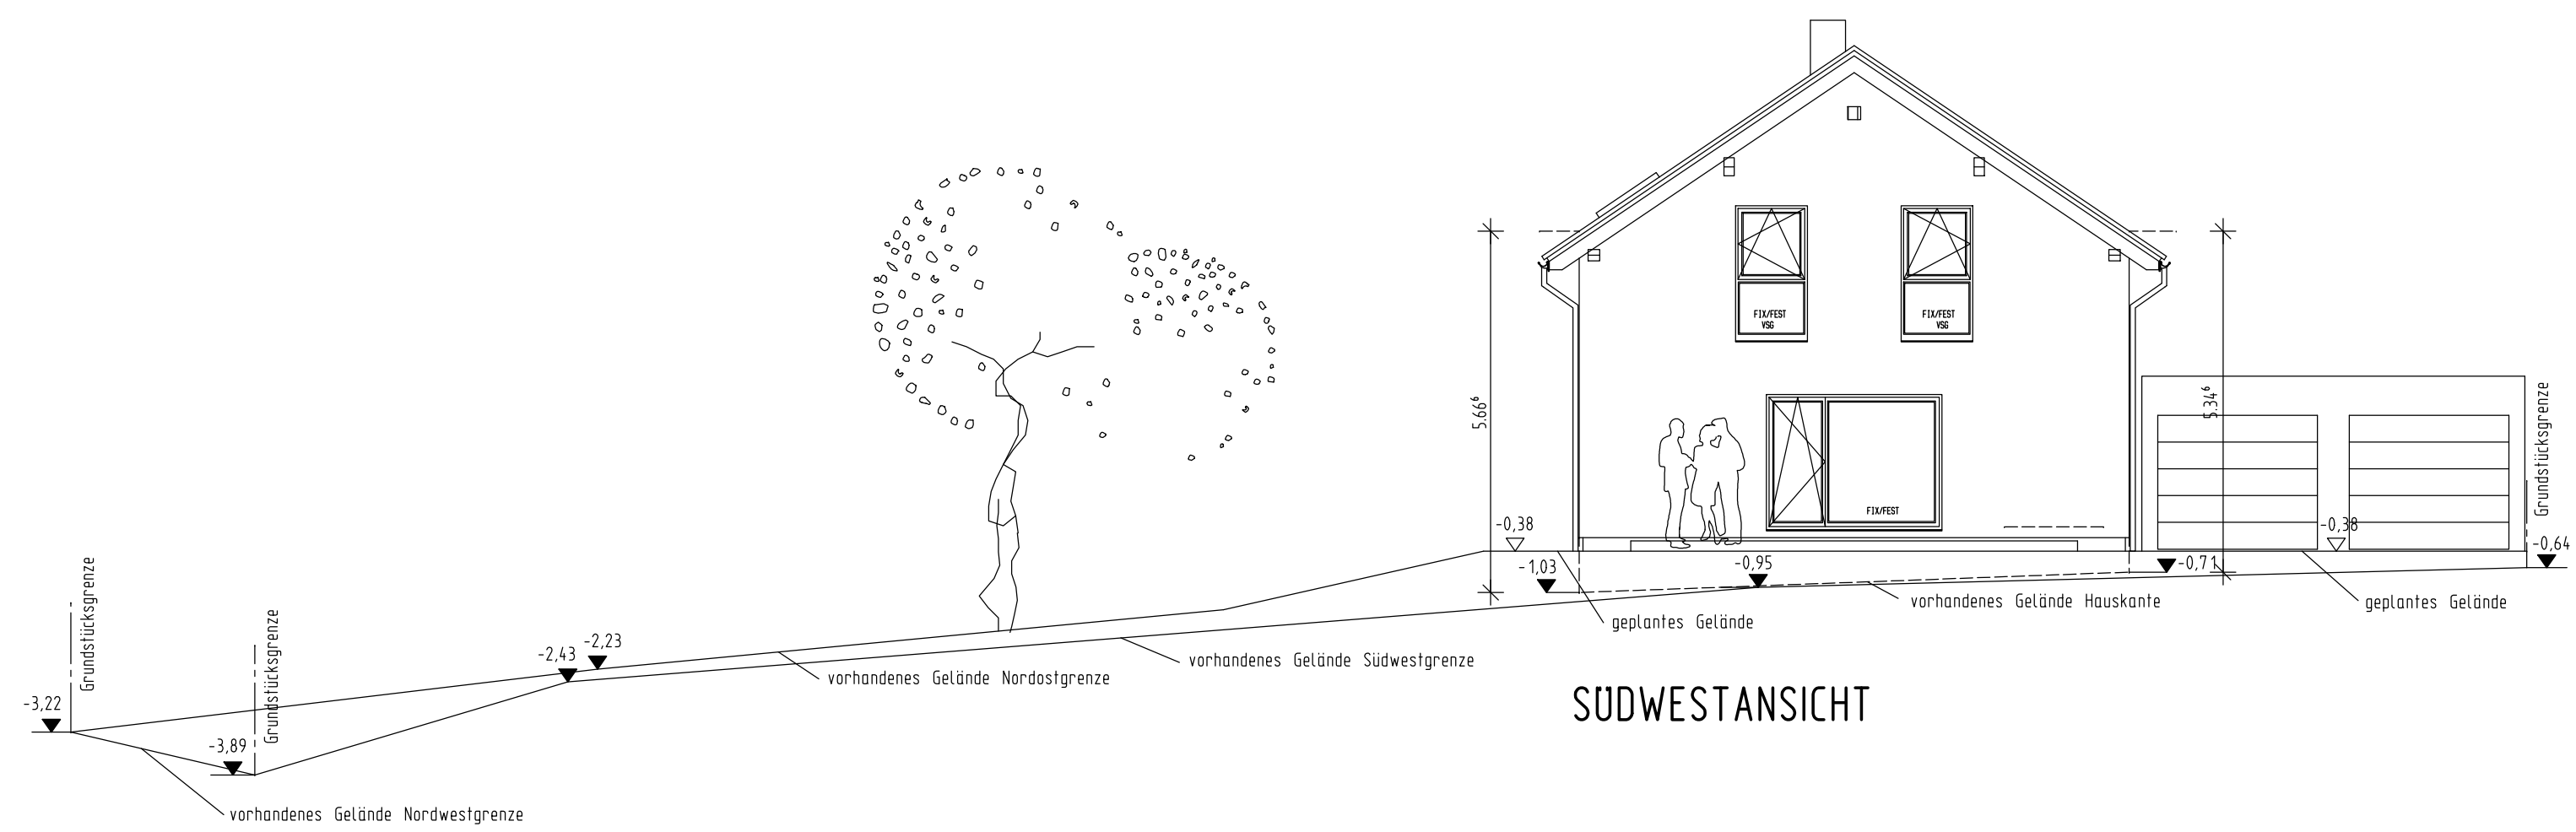 FIX/FEST
VSG
FIX/FEST
VSG
5.66⁶
5.34⁶
Grundstücksgrenze
FIX/FEST
-0,38
-0,38
-0,64
-1,03
-0,95
-0,71
vorhandenes Gelände Hauskante
geplantes Gelände
geplantes Gelände
Grundstücksgrenze
Grundstücksgrenze
-2,23
-2,43
vorhandenes Gelände Südwestgrenze
vorhandenes Gelände Nordostgrenze
SÜDWESTANSICHT
-3,22
-3,89
vorhandenes Gelände Nordwestgrenze